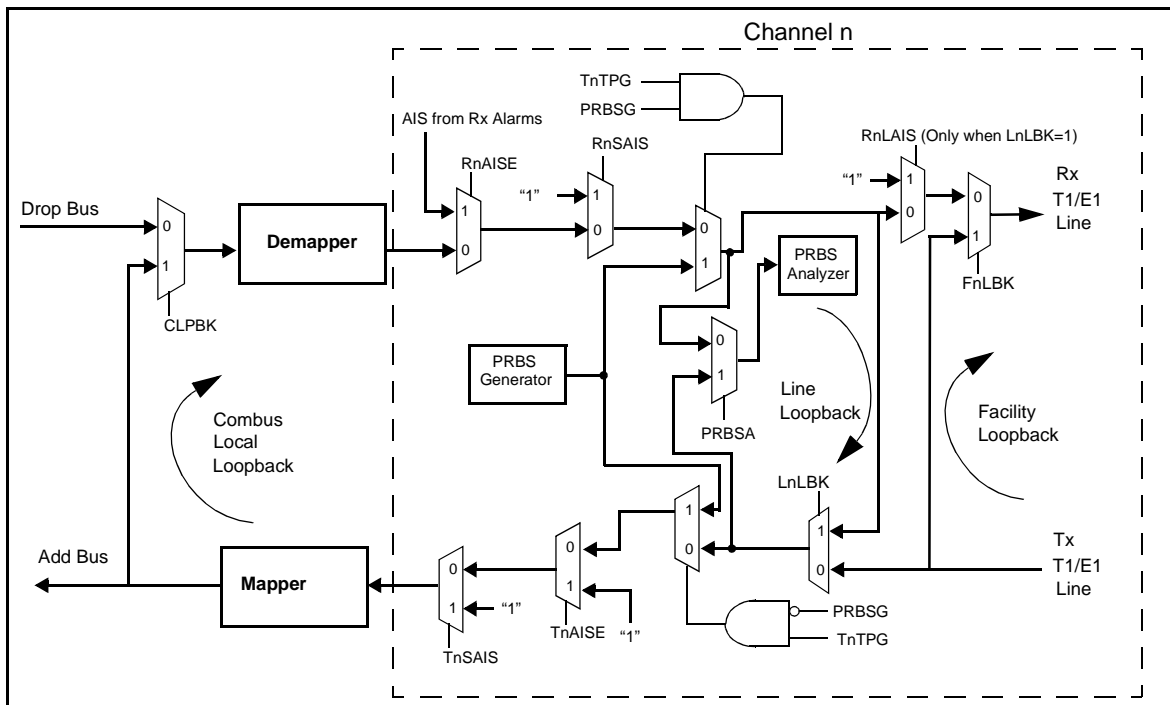 Channel n
TnTPG
PRBSG
AIS from Rx Alarms
RnSAIS
RnLAIS (Only when LnLBK=1)
RnAISE
“1”
1
“1”
1
Rx
T1/E1
Line
Drop Bus
0
1
0
0
0
0
Demapper
0
1
1
1
PRBS
Analyzer
FnLBK
CLPBK
0
1
PRBS
Generator
Line
Loopback
Facility
Loopback
Combus
Local
Loopback
PRBSA
LnLBK
1
1
0
0
0
Add Bus
Mapper
0
1
“1”
1
TnAISE
“1”
TnSAIS
Tx
T1/E1
Line
PRBSG
TnTPG